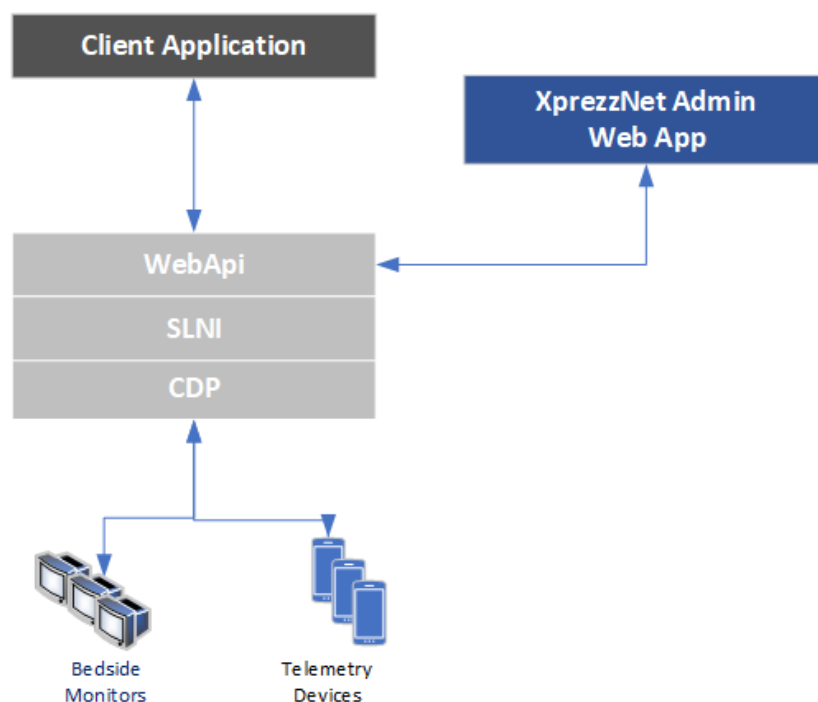 Client Application
XprezzNet Admin
Web App
WebApi
SLNI
CDP
Bedside
Monitors
Telemetry
Devices